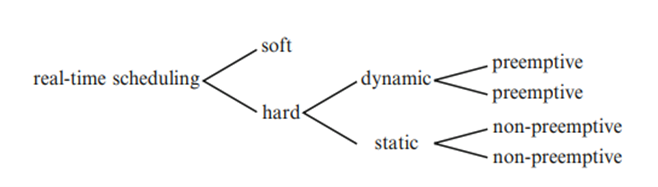 real-time scheduling
soft
hard
dynamic
static
preemptive
preemptive
non-preemptive
non-preemptive